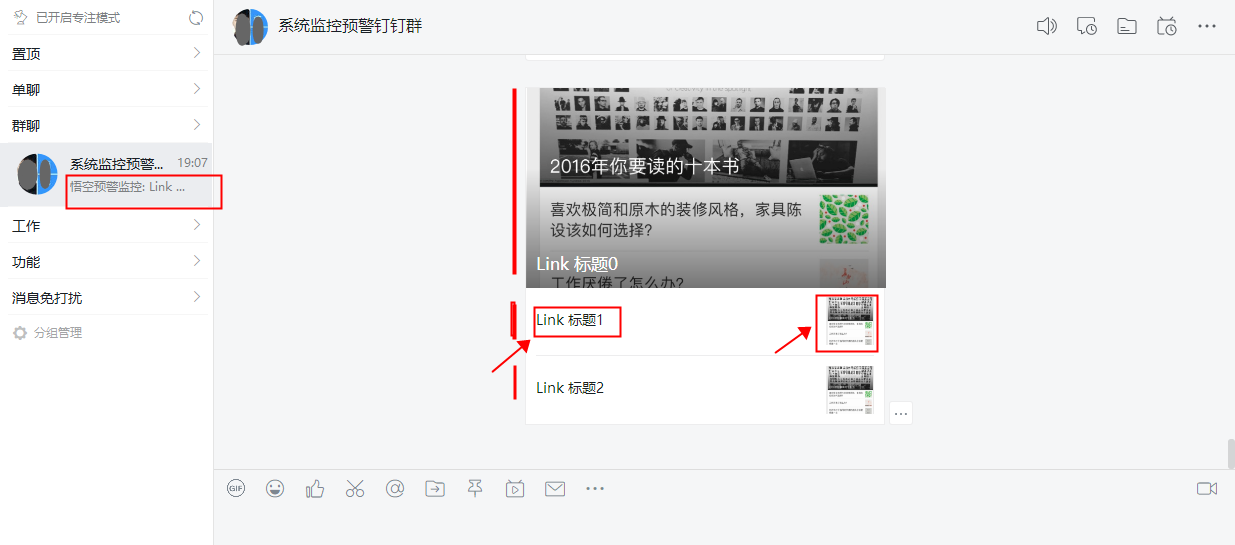 已开启专注模式
置顶
单聊
群聊
系统监控预警...
19:07
悟空预警监控: Link ...
工作
功能
消息免打扰
分组管理
系统监控预警钉钉群
2016年你要读的十本书
喜欢极简和原木的装修风格，家具陈
设该如何选择？
工作厌倦了怎么办？
Link 标题0
Link 标题1
Link 标题2
GIF